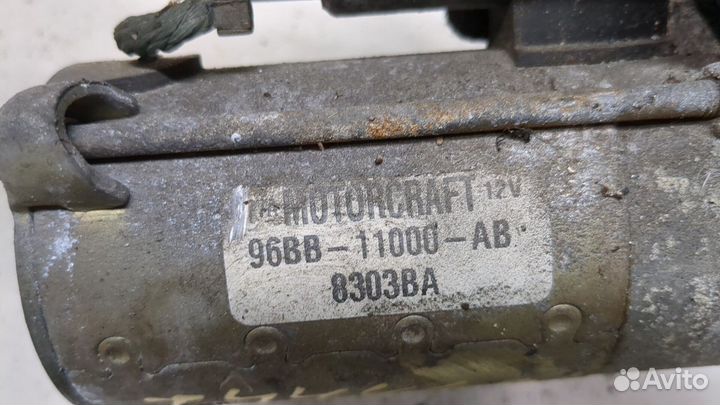 MOTORCRAFT 12V
96BB-11000-AB
8303BA
Avito